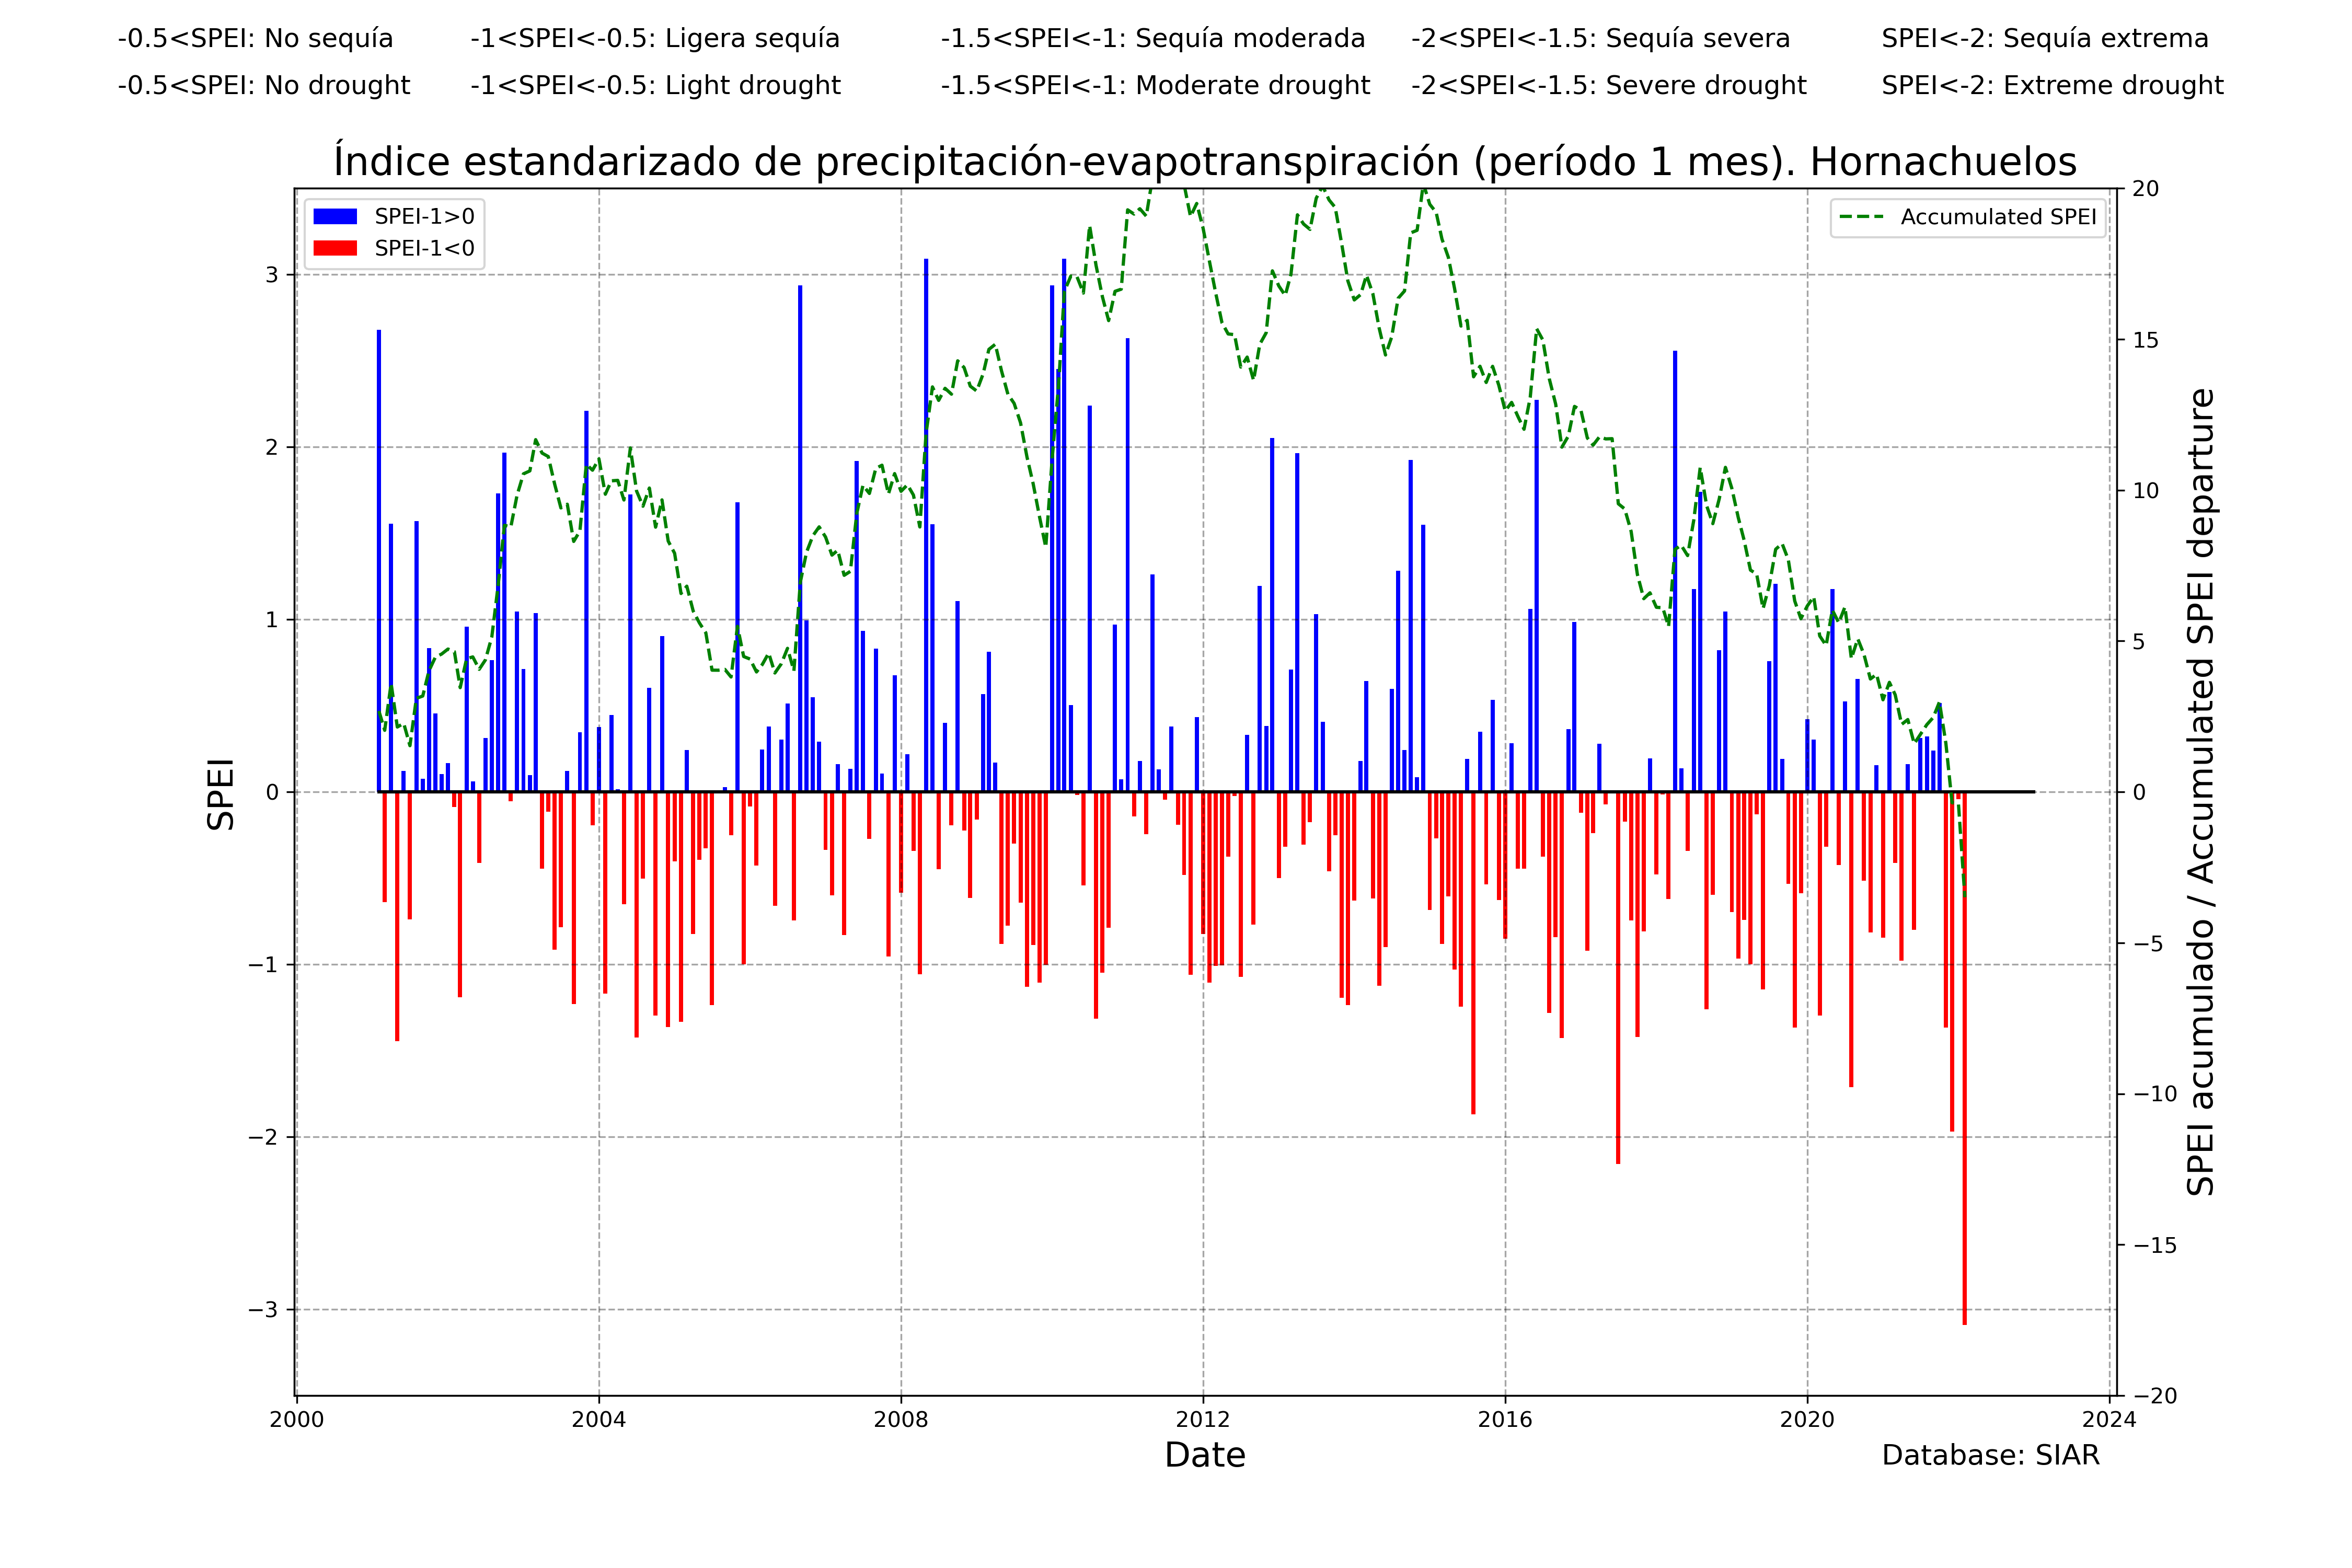 -0.5<SPEI: No sequía -1<SPEI<-0.5: Ligera sequía -1.5<SPEI<-1: Sequía moderada -2<SPEI<-1.5: Sequía severa SPEI<-2: Sequía extrema
-0.5<SPEI: No drought -1<SPEI<-0.5: Light drought -1.5<SPEI<-1: Moderate drought -2<SPEI<-1.5: Severe drought SPEI<-2: Extreme drought
Índice estandarizado de precipitación-evapotranspiración (período 1 mes). Hornachuelos
SPEI-1>0
SPEI-1<0
Accumulated SPEI
SPEI
3
2
1
0
−1
−2
−3
20
15
10
5
0
−5
−10
−15
−20
SPEI acumulado / Accumulated SPEI departure
2000 2004 2008 2012 2016 2020 2024
Date
Database: SIAR